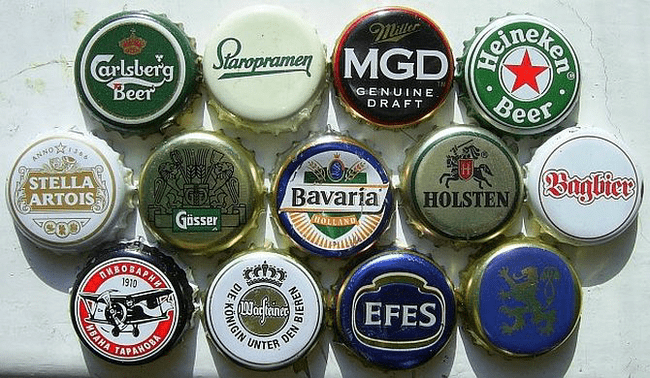 Carlsberg
Beer
Staropramen
Miller
MGD
GENUINE
DRAFT
Heineken
Beer
ANNO 1366
STELLA
ARTOIS
Gösser
Bavaria
HOLLAND
H
HOLSTEN
Bagbier
ПИВОВАРНИ
1910
ИВАНА ТАРАНОВА
DIE KÖNIGIN UNTER DEN BIEREN
Warsteiner
EFES